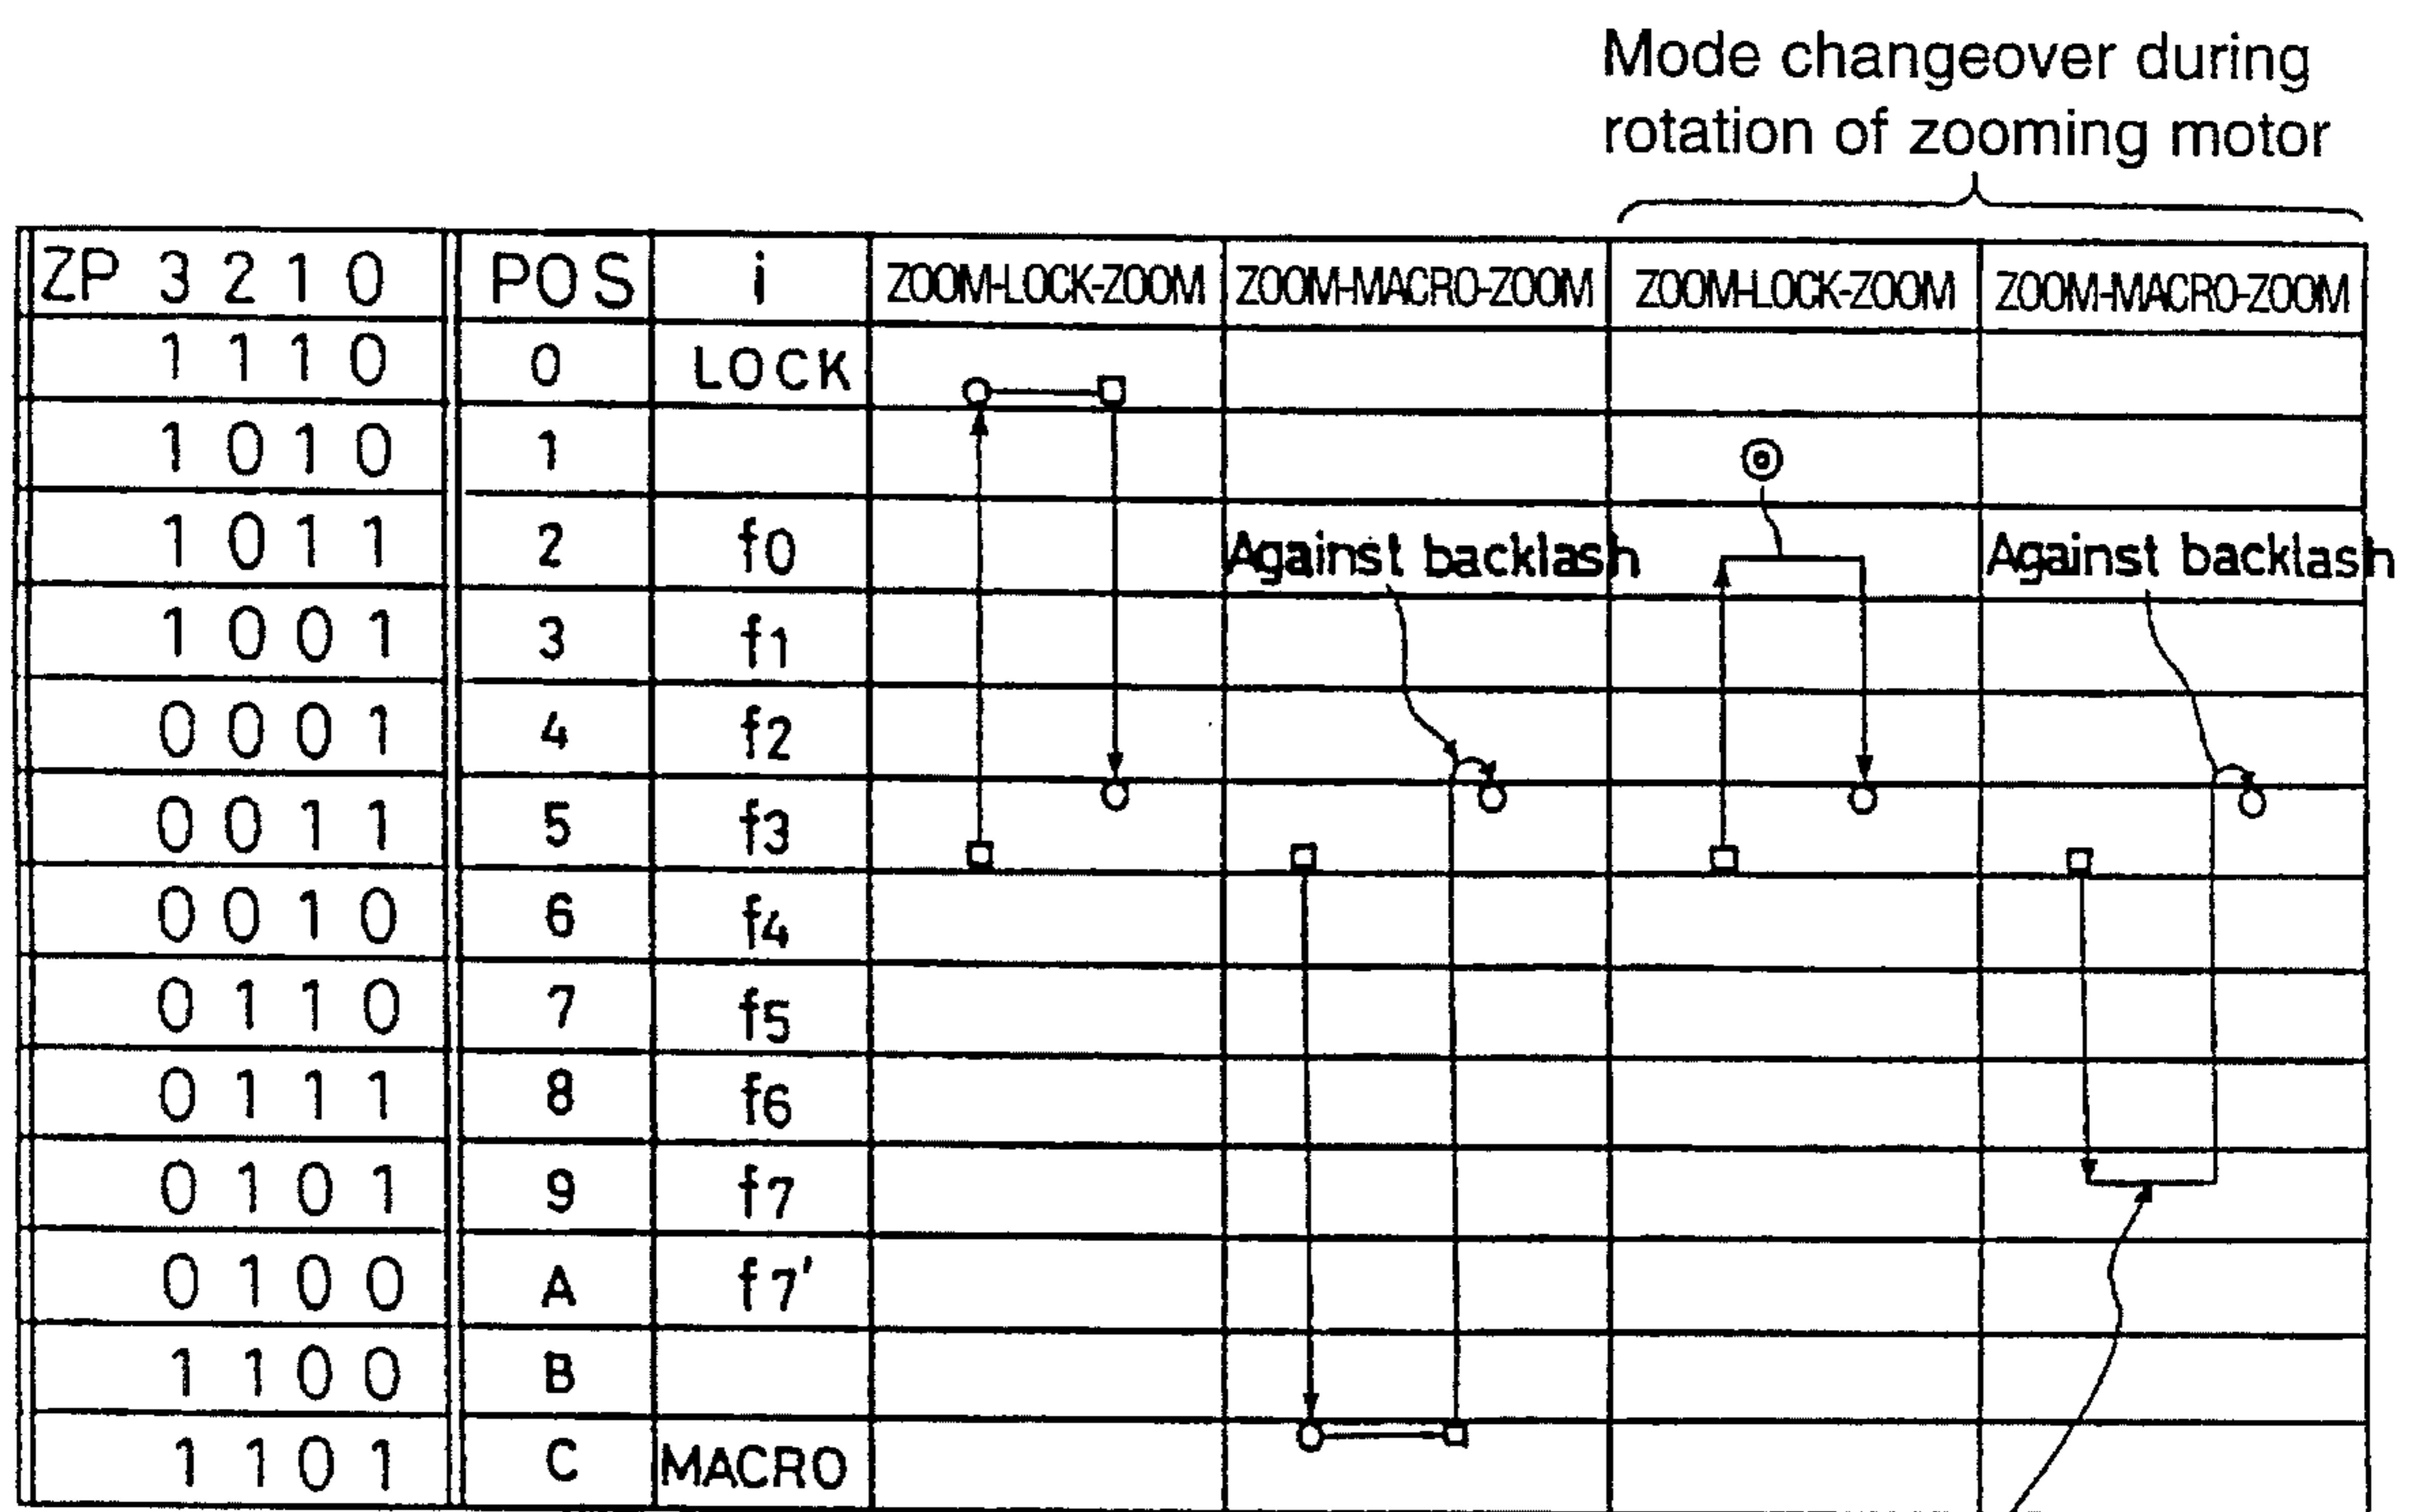 Mode changeover during
rotation of zooming motor
ZP 3 2 1 0 POS i ZOOM-LOCK-ZOOM ZOOM-MACRO-ZOOM ZOOM-LOCK-ZOOM ZOOM-MACRO-ZOOM
1 1 1 0 0 LOCK
1 0 1 0 1
1 0 1 1 2 f0 Against backlash Against backlash
1 0 0 1 3 f1
0 0 0 1 4 f2
0 0 1 1 5 f3
0 0 1 0 6 f4
0 1 1 0 7 f5
0 1 1 1 8 f6
0 1 0 1 9 f7
0 1 0 0 A f7'
1 1 0 0 B
1 1 0 1 C MACRO